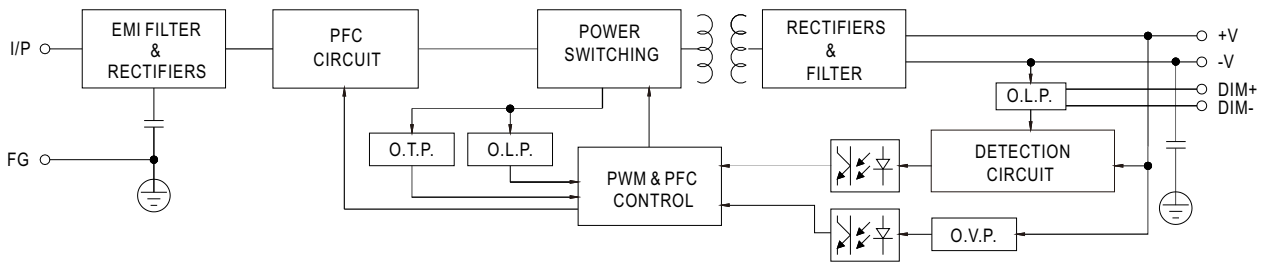 I/P
EMI FILTER
&
RECTIFIERS
PFC
CIRCUIT
POWER
SWITCHING
RECTIFIERS
&
FILTER
+V
-V
O.L.P.
DIM+
DIM-
FG
O.T.P.
O.L.P.
PWM & PFC
CONTROL
DETECTION
CIRCUIT
O.V.P.